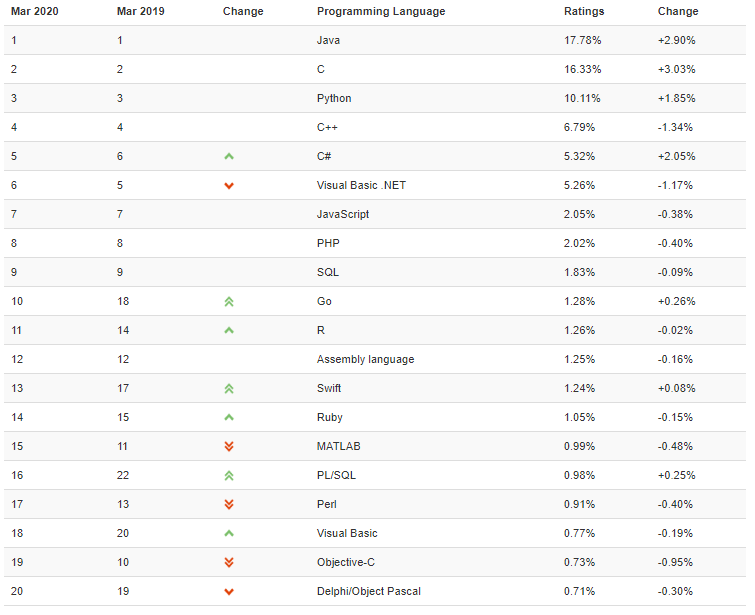 Mar 2020 Mar 2019 Change Programming Language Ratings Change
1 1 Java 17.78% +2.90%
2 2 C 16.33% +3.03%
3 3 Python 10.11% +1.85%
4 4 C++ 6.79% -1.34%
5 6 C# 5.32% +2.05%
6 5 Visual Basic .NET 5.26% -1.17%
7 7 JavaScript 2.05% -0.38%
8 8 PHP 2.02% -0.40%
9 9 SQL 1.83% -0.09%
10 18 Go 1.28% +0.26%
11 14 R 1.26% -0.02%
12 12 Assembly language 1.25% -0.16%
13 17 Swift 1.24% +0.08%
14 15 Ruby 1.05% -0.15%
15 11 MATLAB 0.99% -0.48%
16 22 PL/SQL 0.98% +0.25%
17 13 Perl 0.91% -0.40%
18 20 Visual Basic 0.77% -0.19%
19 10 Objective-C 0.73% -0.95%
20 19 Delphi/Object Pascal 0.71% -0.30%